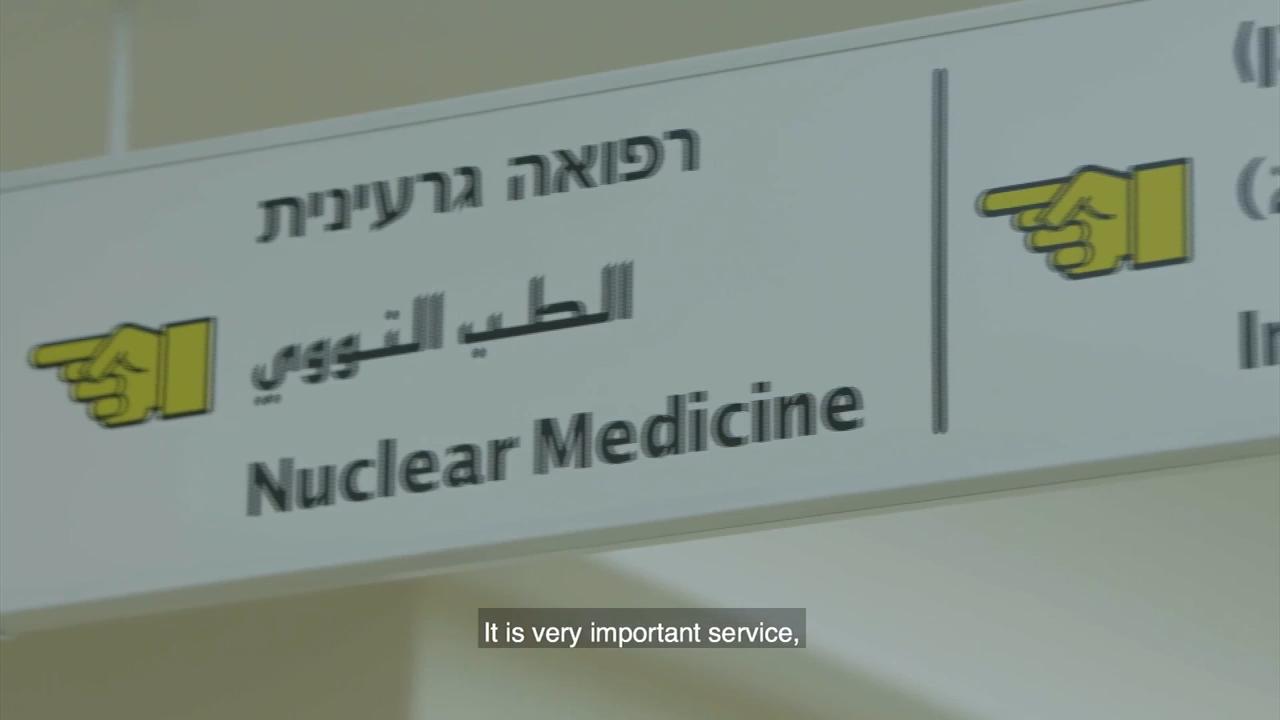 רפואה גרעינית
الطب النووي
Nuclear Medicine
It is very important service,